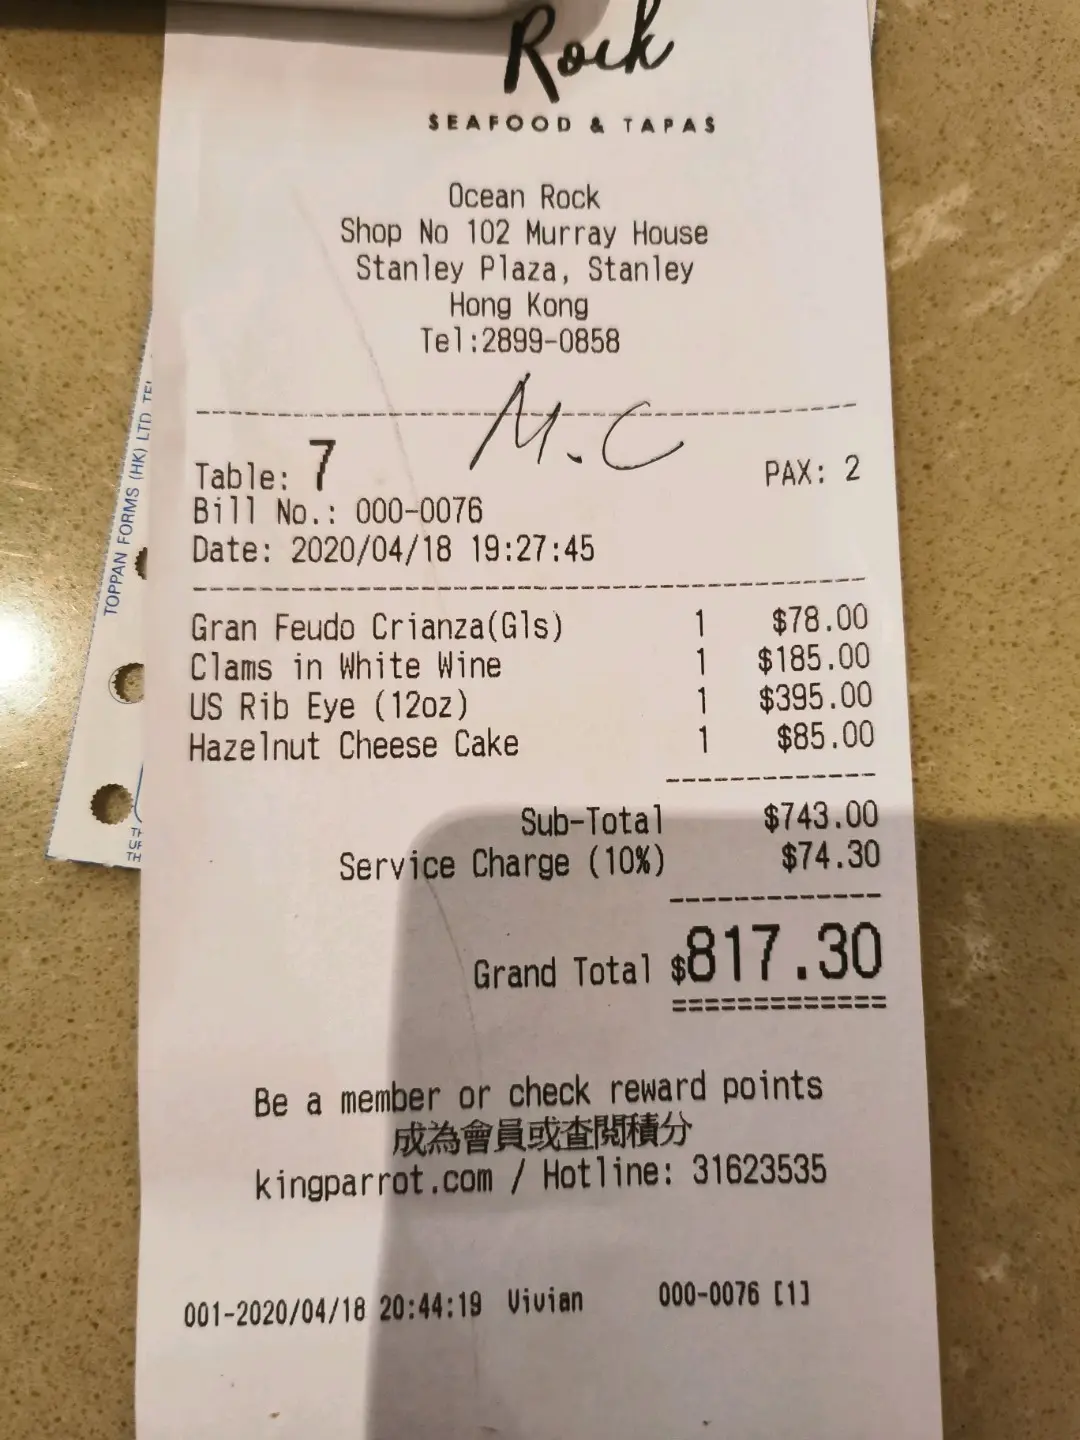 Rock
SEAFOOD & TAPAS
Ocean Rock
Shop No 102 Murray House
Stanley Plaza, Stanley
Hong Kong
Tel:2899-0858
M.C
Table: 7 PAX: 2
Bill No.: 000-0076
Date: 2020/04/18 19:27:45
Gran Feudo Crianza(Gls) 1 $78.00
Clams in White Wine 1 $185.00
US Rib Eye (12oz) 1 $395.00
Hazelnut Cheese Cake 1 $85.00
Sub-Total $743.00
Service Charge (10%) $74.30
Grand Total $817.30
Be a member or check reward points
成為會員或查閱積分
kingparrot.com / Hotline: 31623535
001-2020/04/18 20:44:19 Vivian 000-0076 [1]
TOPPAN FORMS (HK) LTD TEL